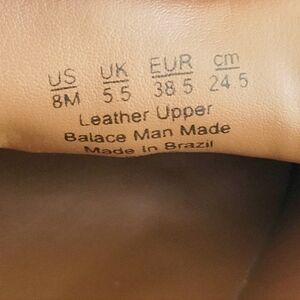 US UK EUR cm
8M 5.5 38 5 24 5
Leather Upper
Balace Man Made
Made in Brazil